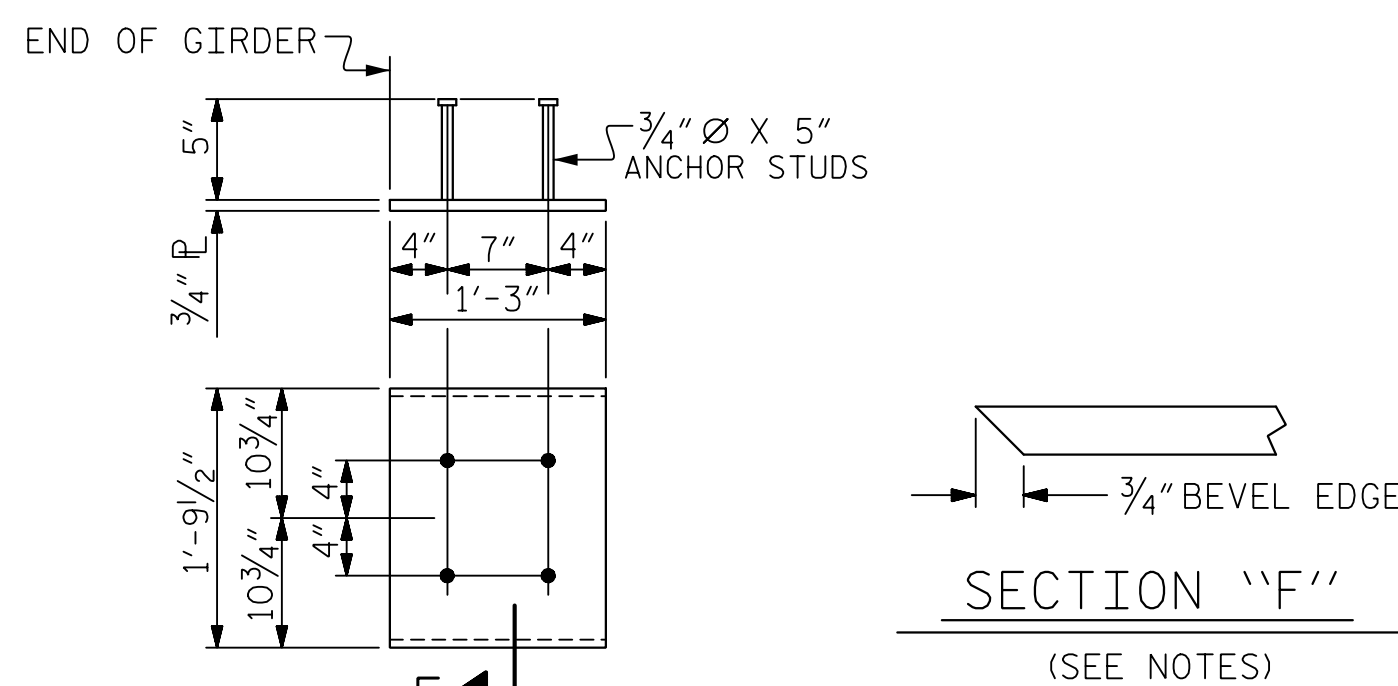 END OF GIRDER
5"
3/4" Ø X 5"
ANCHOR STUDS
3/4" ℙL
4" 7" 4"
1'-3"
1'-9 1/2"
10 3/4"
10 3/4"
4"
4"
F
3/4" BEVEL EDGE
SECTION ‘‘F’’
(SEE NOTES)